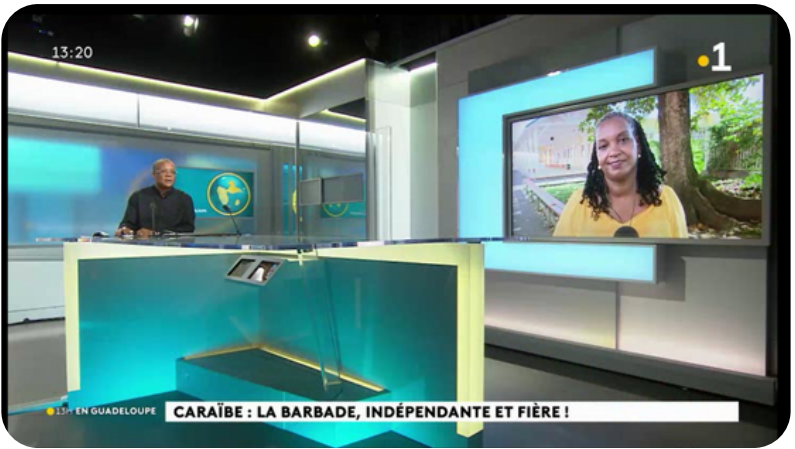 13:20
1
13H EN GUADELOUPE
CARAÏBE : LA BARBADE, INDÉPENDANTE ET FIÈRE !